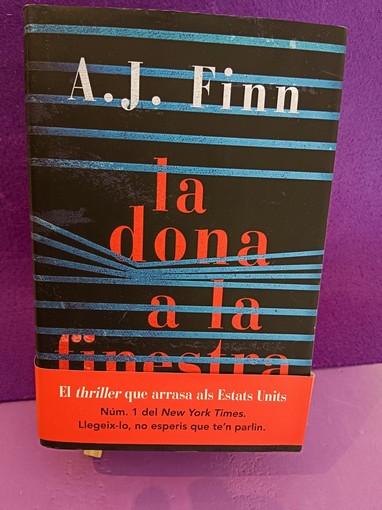 A.J. Finn
la
dona
a la
finestra
El thriller que arrasa als Estats Units
Núm. 1 del New York Times.
Llegeix-lo, no esperis que te'n parlin.